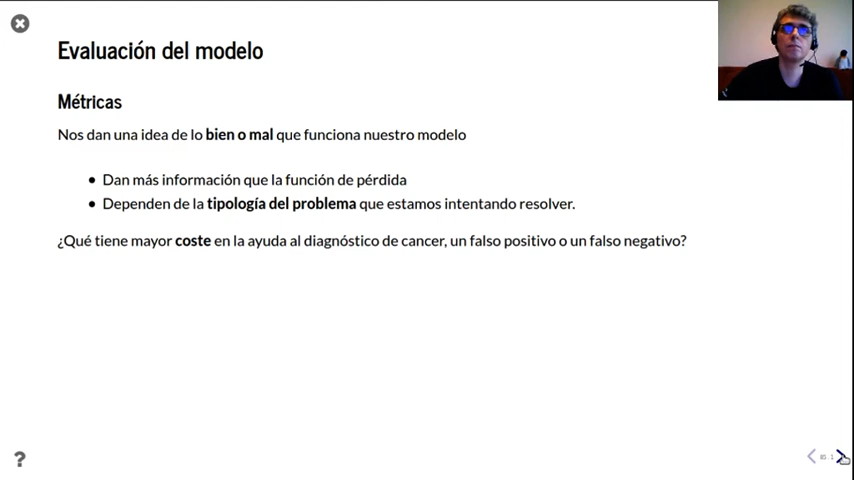 Evaluación del modelo
Métricas
Nos dan una idea de lo bien o mal que funciona nuestro modelo
Dan más información que la función de pérdida
Dependen de la tipología del problema que estamos intentando resolver.
¿Qué tiene mayor coste en la ayuda al diagnóstico de cancer, un falso positivo o un falso negativo?
?